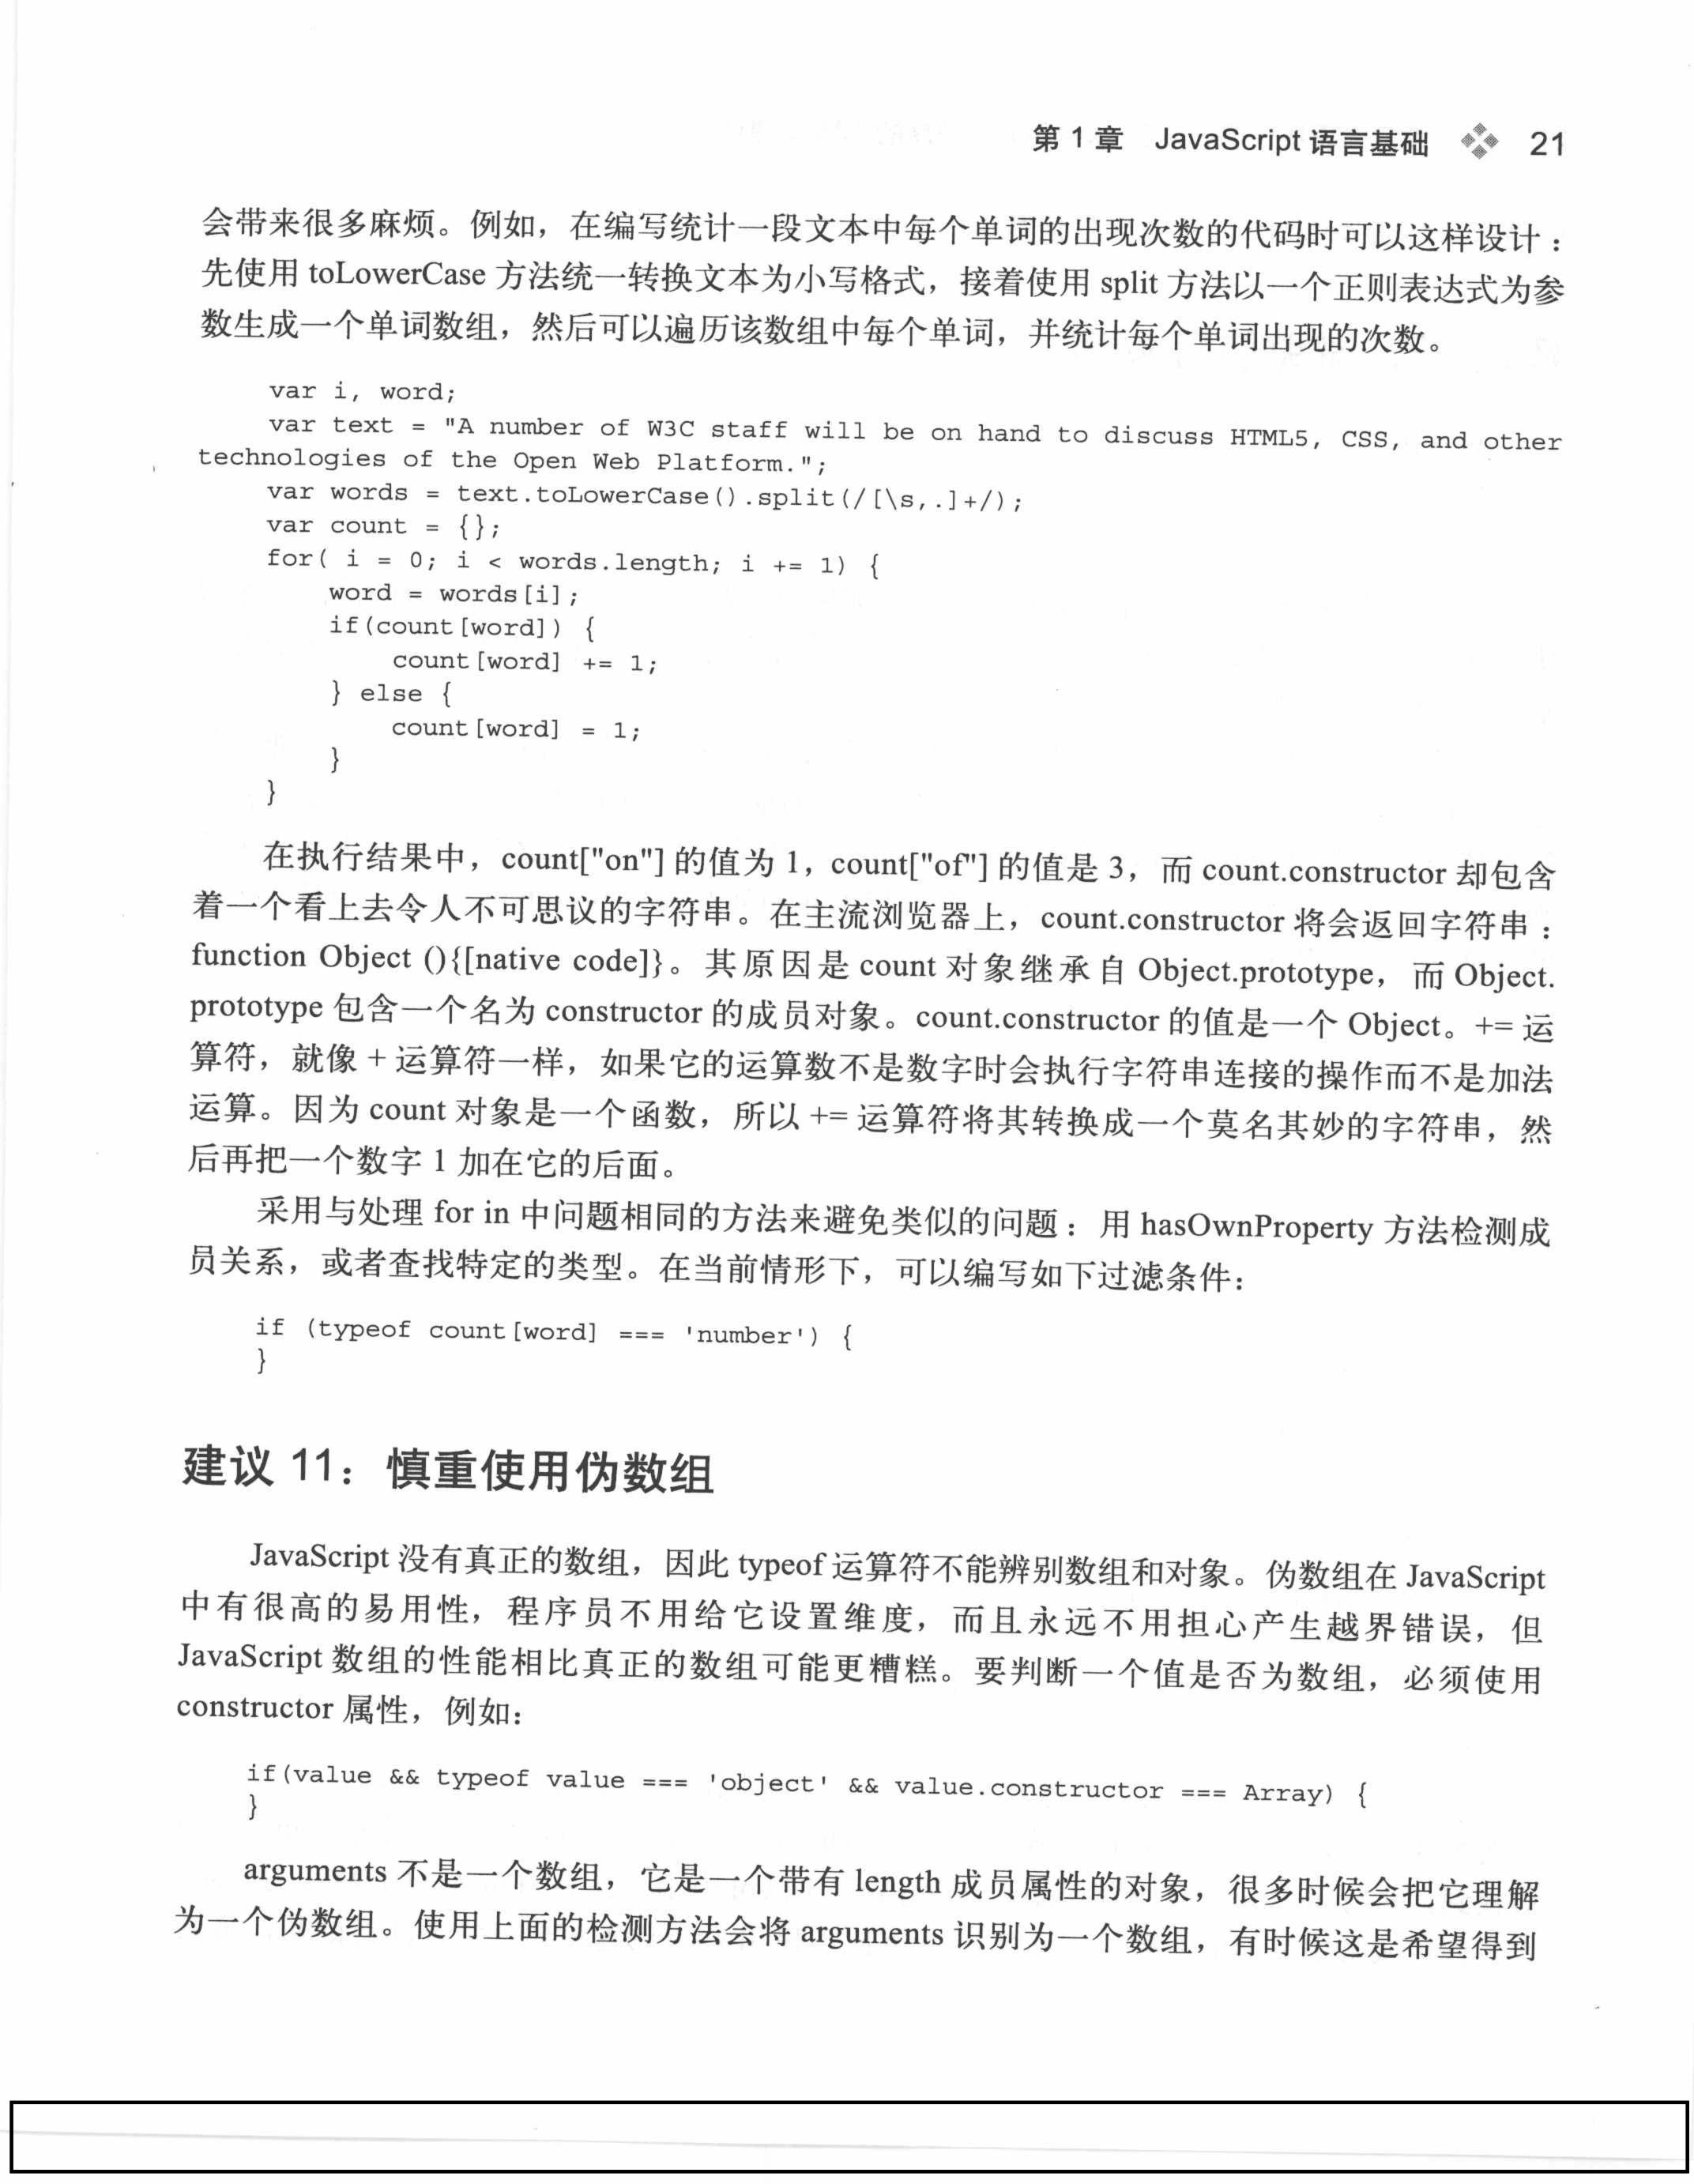 第 1 章 JavaScript 语言基础 21
会带来很多麻烦。例如，在编写统计一段文本中每个单词的出现次数的代码时可以这样设计：
先使用 toLowerCase 方法统一转换文本为小写格式，接着使用 split 方法以一个正则表达式为参
数生成一个单词数组，然后可以遍历该数组中每个单词，并统计每个单词出现的次数。
var i, word;
var text = "A number of W3C staff will be on hand to discuss HTML5, CSS, and other
technologies of the Open Web Platform.";
var words = text.toLowerCase().split(/[\s,.]+/);
var count = {};
for( i = 0; i < words.length; i += 1) {
word = words[i];
if(count[word]) {
count[word] += 1;
} else {
count[word] = 1;
}
}
在执行结果中，count["on"] 的值为 1，count["of"] 的值是 3，而 count.constructor 却包含
着一个看上去令人不可思议的字符串。在主流浏览器上，count.constructor 将会返回字符串：
function Object (){[native code]}。其原因是 count 对象继承自 Object.prototype，而 Object.
prototype 包含一个名为 constructor 的成员对象。count.constructor 的值是一个 Object。+= 运
算符，就像 + 运算符一样，如果它的运算数不是数字时会执行字符串连接的操作而不是加法
运算。因为 count 对象是一个函数，所以 += 运算符将其转换成一个莫名其妙的字符串，然
后再把一个数字 1 加在它的后面。
采用与处理 for in 中问题相同的方法来避免类似的问题：用 hasOwnProperty 方法检测成
员关系，或者查找特定的类型。在当前情形下，可以编写如下过滤条件：
if (typeof count[word] === 'number') {
}
建议 11：慎重使用伪数组
JavaScript 没有真正的数组，因此 typeof 运算符不能辨别数组和对象。伪数组在 JavaScript
中有很高的易用性，程序员不用给它设置维度，而且永远不用担心产生越界错误，但
JavaScript 数组的性能相比真正的数组可能更糟糕。要判断一个值是否为数组，必须使用
constructor 属性，例如：
if(value && typeof value === 'object' && value.constructor === Array) {
}
arguments 不是一个数组，它是一个带有 length 成员属性的对象，很多时候会把它理解
为一个伪数组。使用上面的检测方法会将 arguments 识别为一个数组，有时候这是希望得到